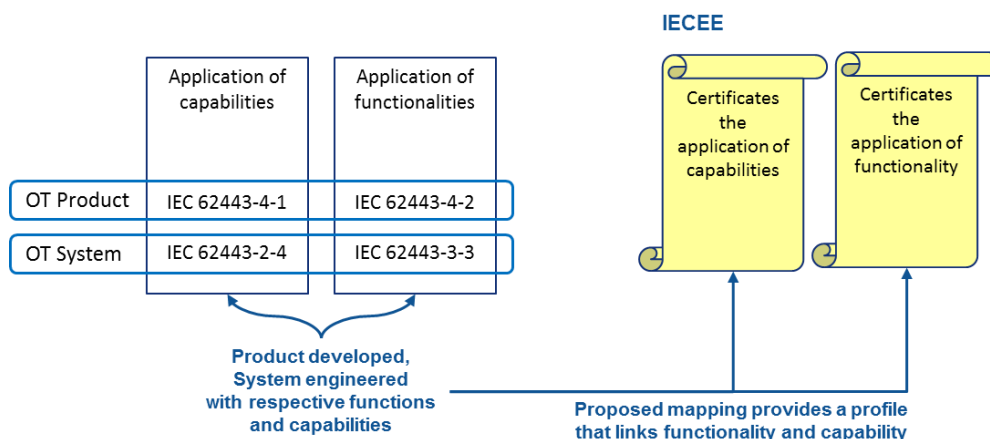 IECEE
Application of
capabilities
Application of
functionalities
Certificates
the
application of
capabilities
Certificates
the
application of
functionality
OT Product
IEC 62443-4-1
IEC 62443-4-2
OT System
IEC 62443-2-4
IEC 62443-3-3
Product developed,
System engineered
with respective functions
and capabilities
Proposed mapping provides a profile
that links functionality and capability